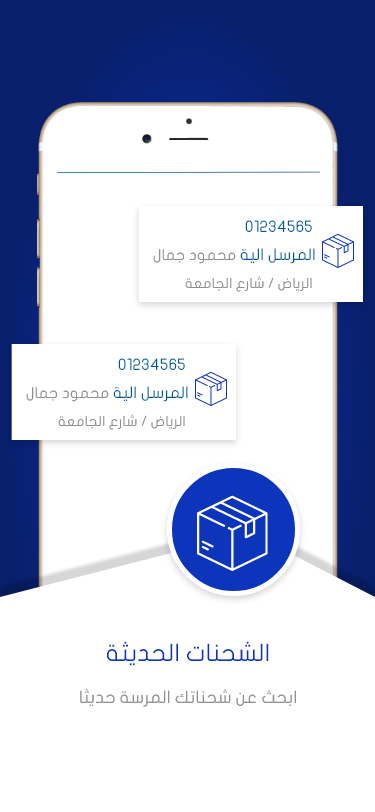 01234565
المرسل الية محمود جمال
الرياض / شارع الجامعة
01234565
المرسل الية محمود جمال
الرياض / شارع الجامعة
الشحنات الحديثة
ابحث عن شحناتك المرسة حديثا